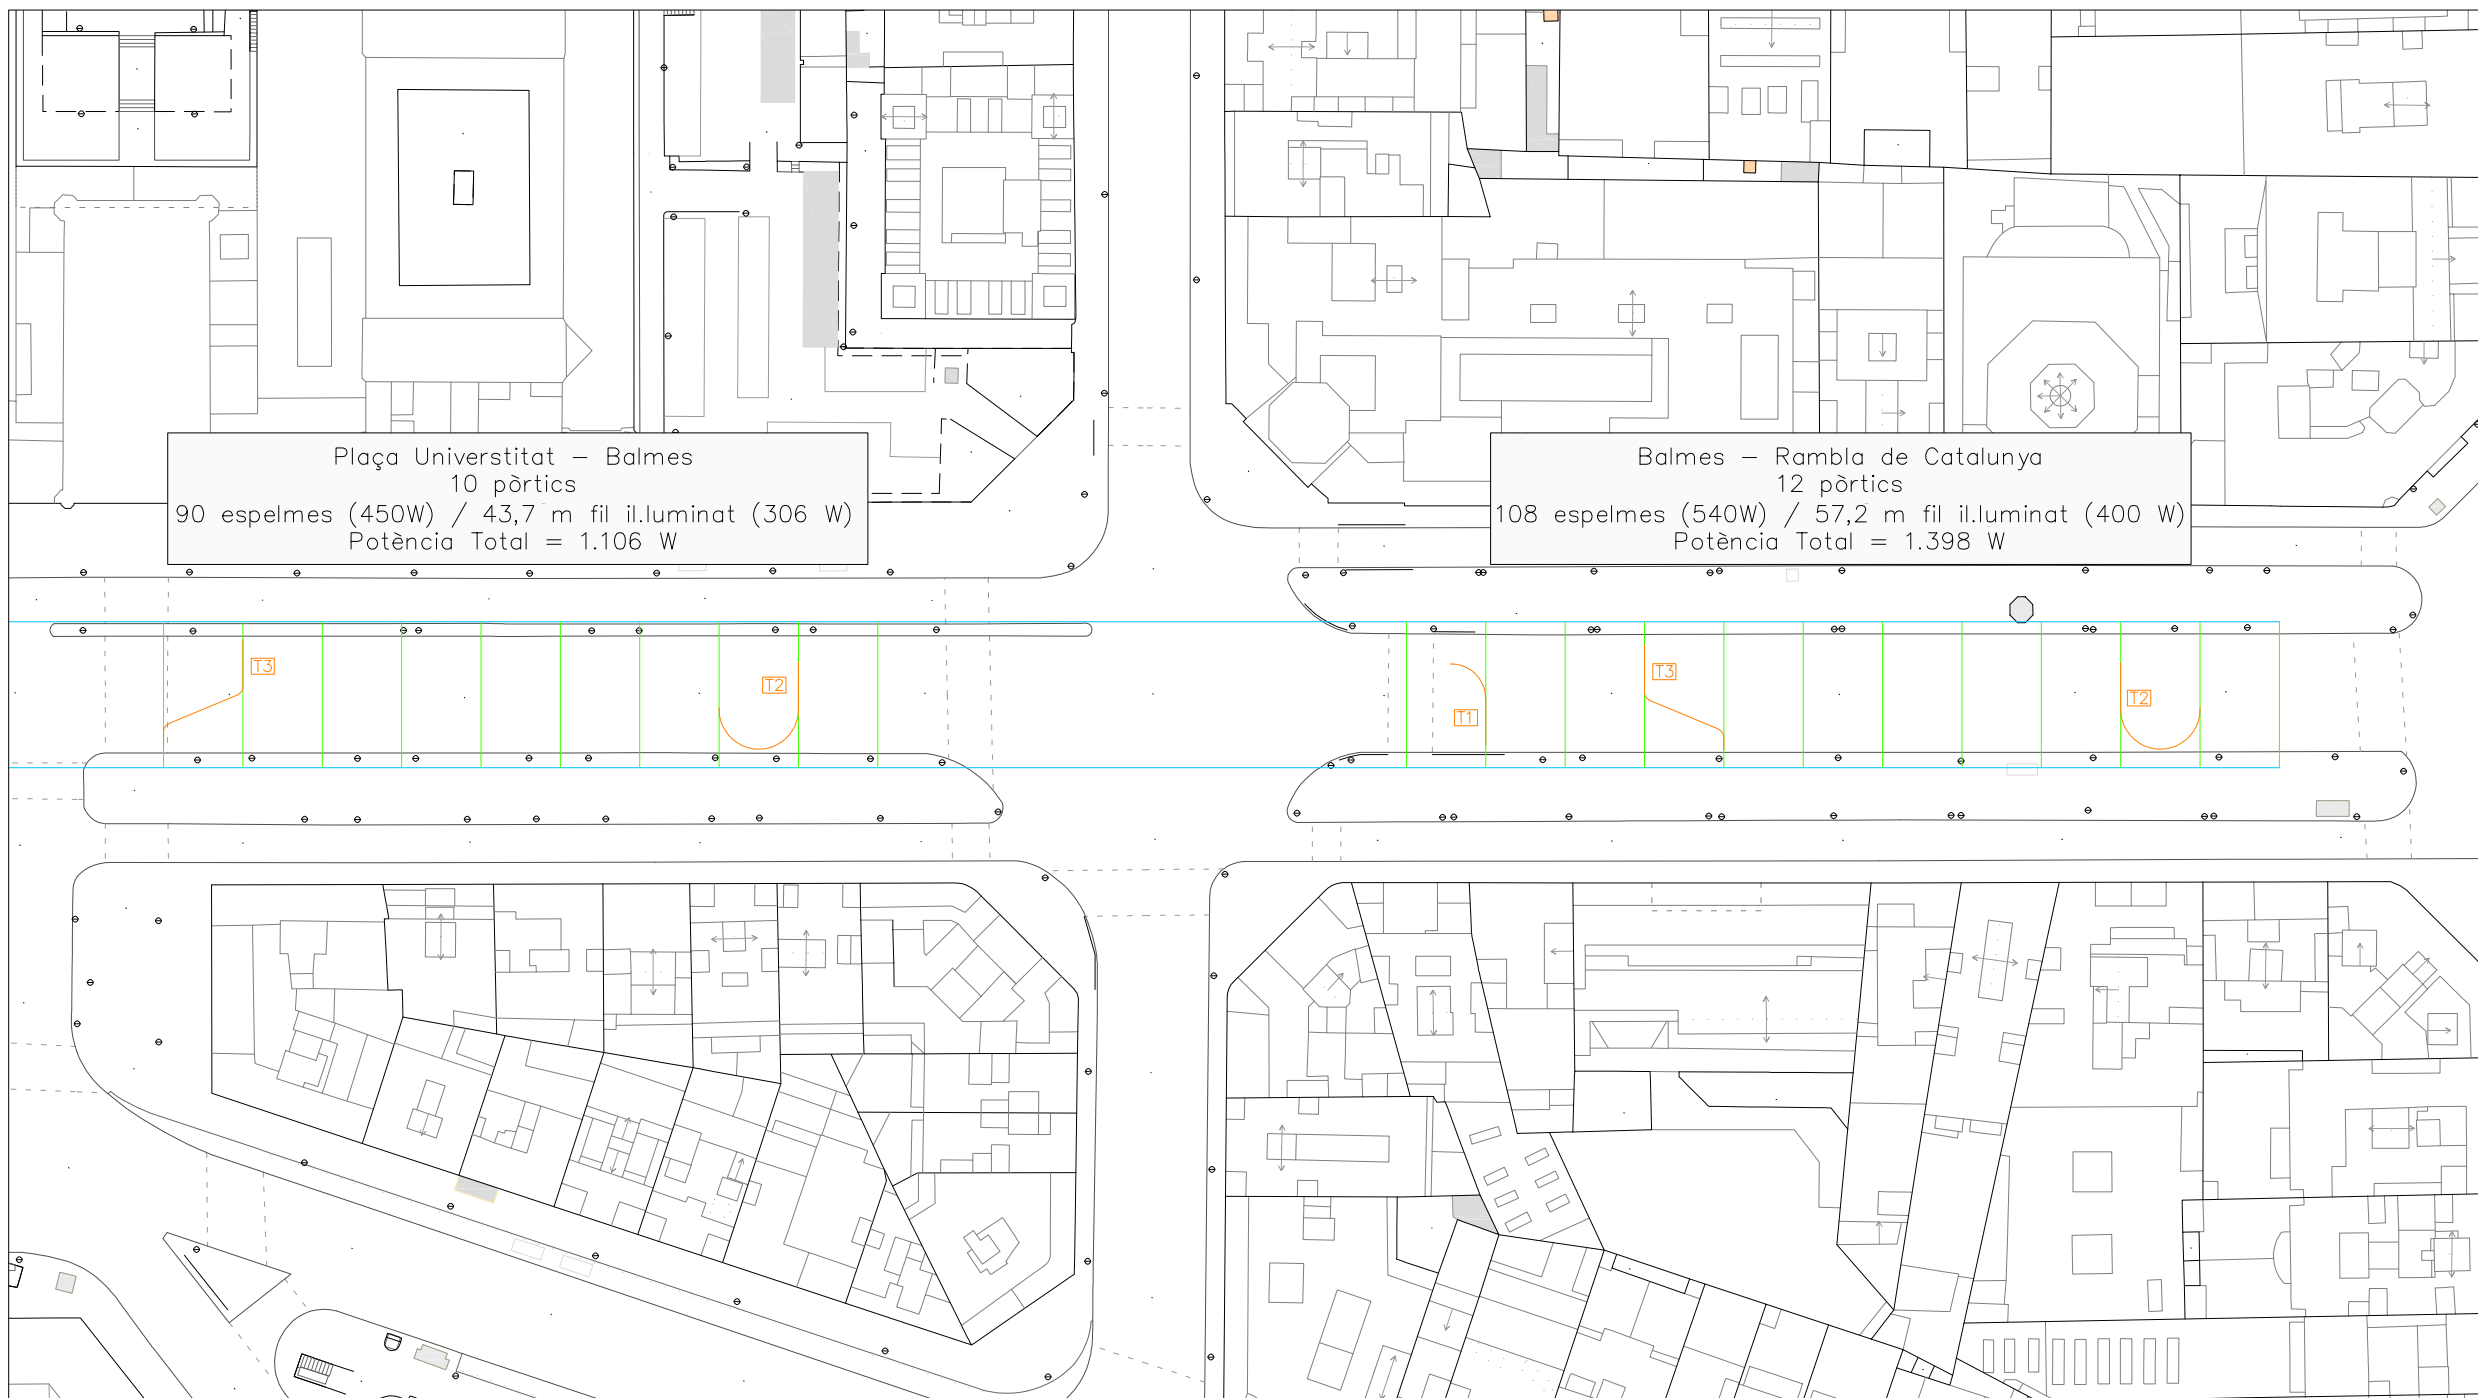 Plaça Universtitat – Balmes
10 pòrtics
90 espelmes (450W) / 43,7 m fil il.luminat (306 W)
Potència Total = 1.106 W
Balmes – Rambla de Catalunya
12 pòrtics
108 espelmes (540W) / 57,2 m fil il.luminat (400 W)
Potència Total = 1.398 W
T3
T2
T1
T3
T2